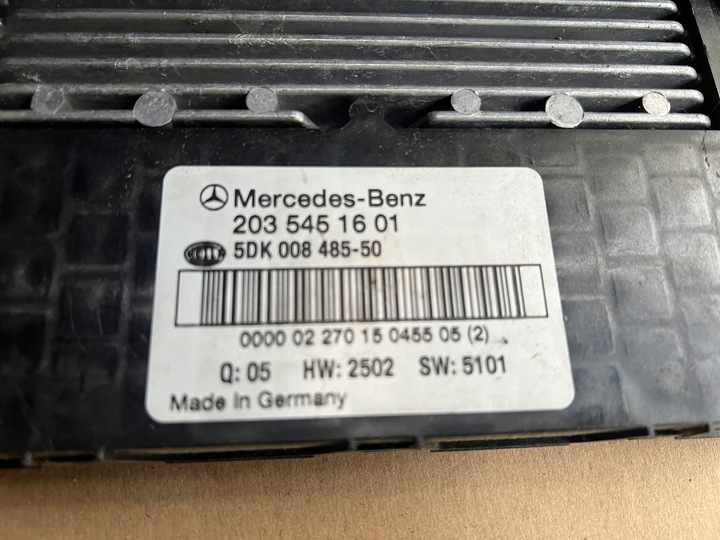 Mercedes-Benz
203 545 16 01
HELLA 5DK 008 485-50
0000 02 270 15 0455 05 (2)
Q: 05 HW: 2502 SW: 5101
Made In Germany